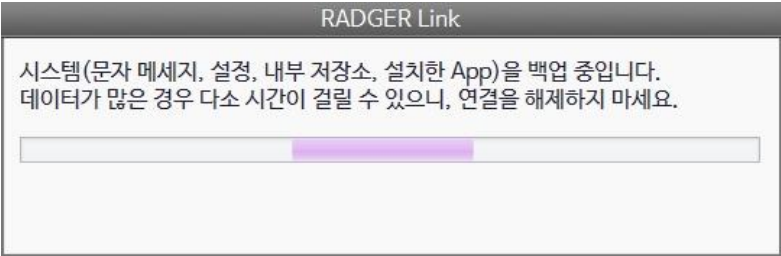 RADGER Link
시스템(문자 메세지, 설정, 내부 저장소, 설치한 App)을 백업 중입니다.
데이터가 많은 경우 다소 시간이 걸릴 수 있으니, 연결을 해제하지 마세요.